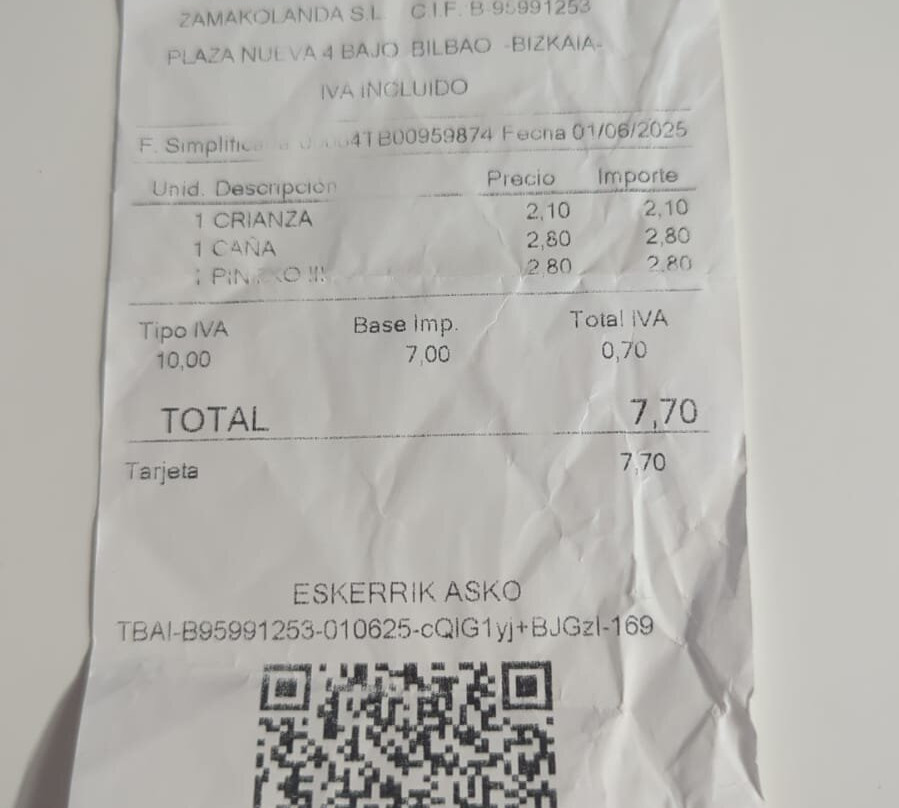 ZAMAKOLANDA S.L. C.I.F. B 95991253
PLAZA NUEVA 4 BAJO BILBAO -BIZKAIA-
IVA INCLUIDO
F. 4TB00959874 Fecha 01/06/2025
Unid. Descripción Precio Importe
1 CRIANZA 2,10 2,10
1 CAÑA 2,80 2,80
2,80 2,80
Tipo IVA Base Imp. Total IVA
10,00 7,00 0,70
TOTAL 7,70
Tarjeta 7,70
ESKERRIK ASKO
TBAI-B95991253-010625-cQIG1yj+BJGzI-169